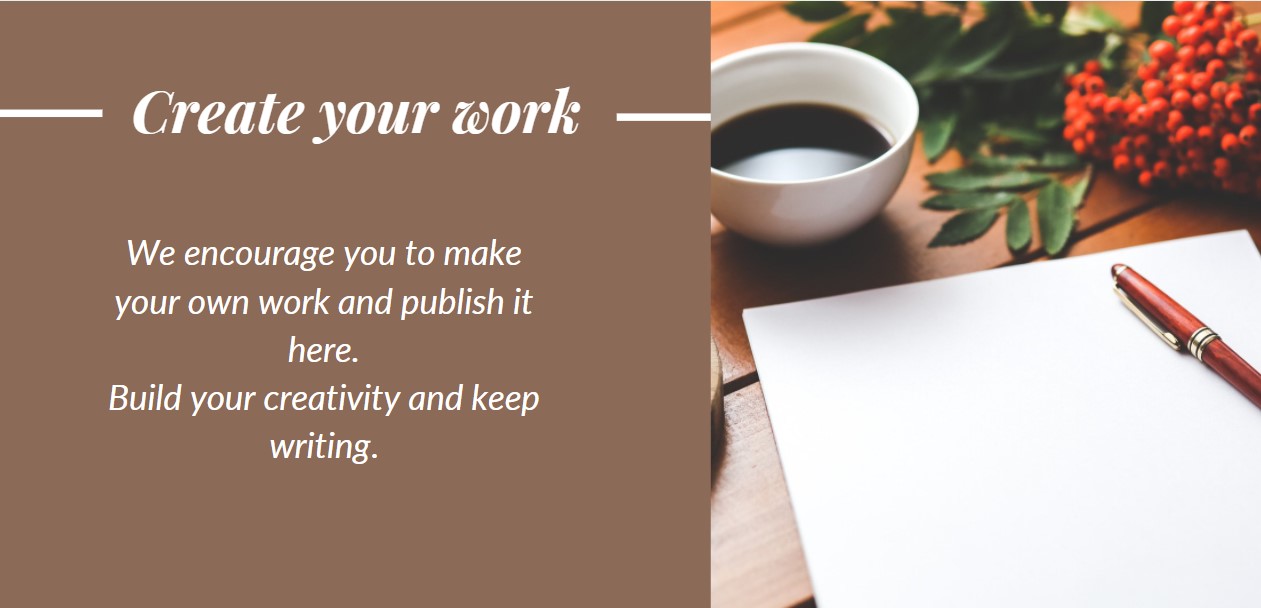 Create your work
We encourage you to make
your own work and publish it
here.
Build your creativity and keep
writing.